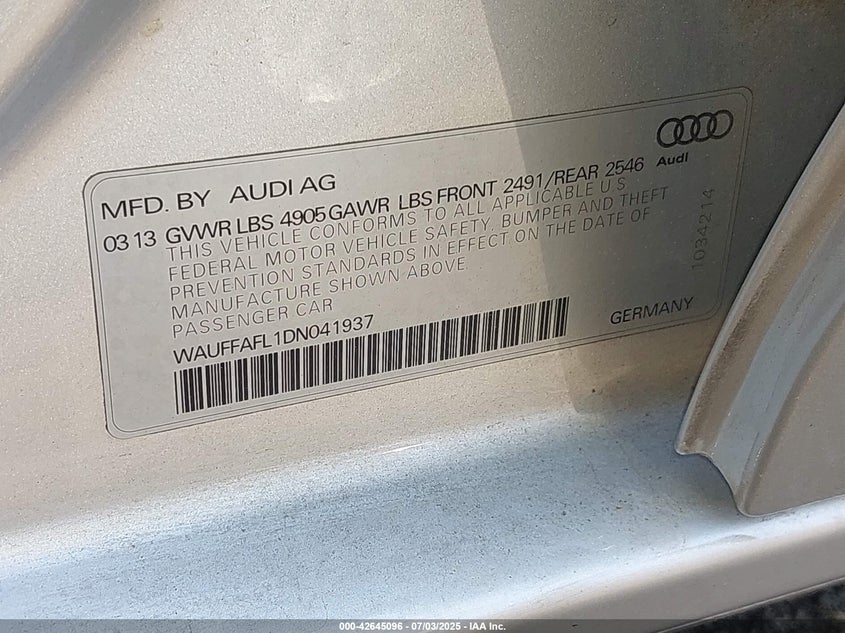 Audi
MFD. BY AUDI AG
03 13 GVWR LBS 4905 GAWR LBS FRONT 2491/REAR 2546
THIS VEHICLE CONFORMS TO ALL APPLICABLE U.S.
FEDERAL MOTOR VEHICLE SAFETY, BUMPER AND THEFT
PREVENTION STANDARDS IN EFFECT ON THE DATE OF
MANUFACTURE SHOWN ABOVE.
PASSENGER CAR
WAUFFAFL1DN041937
GERMANY
1034214
000-42645096 - 07/03/2025 - IAA Inc.